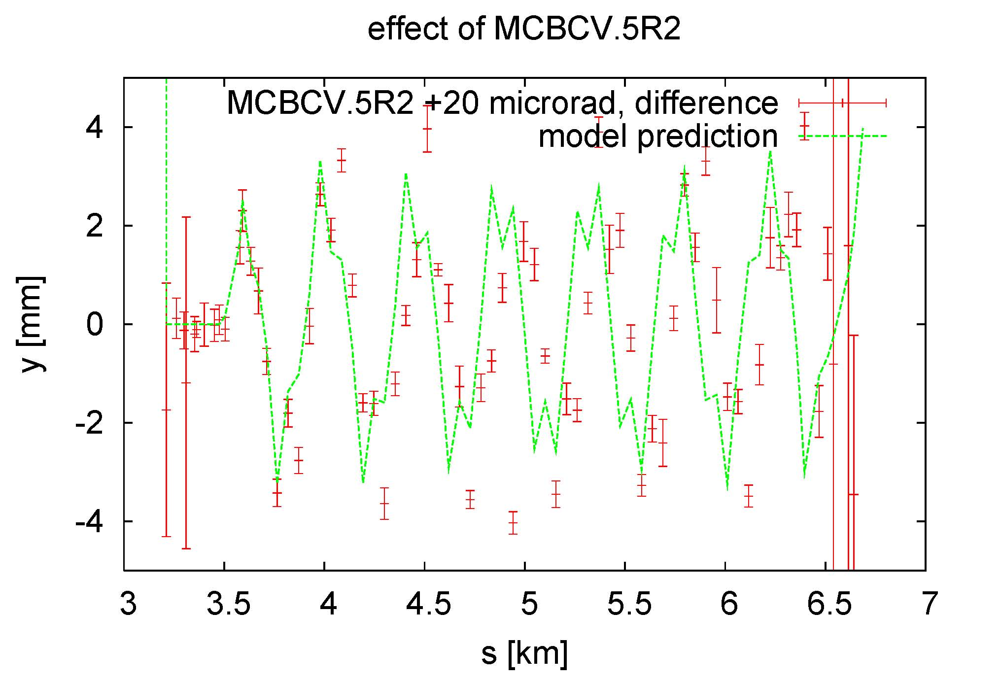 effect of MCBCV.5R2
MCBCV.5R2 +20 microrad, difference
model prediction
4
2
0
-2
-4
y [mm]
3 3.5 4 4.5 5 5.5 6 6.5 7
s [km]